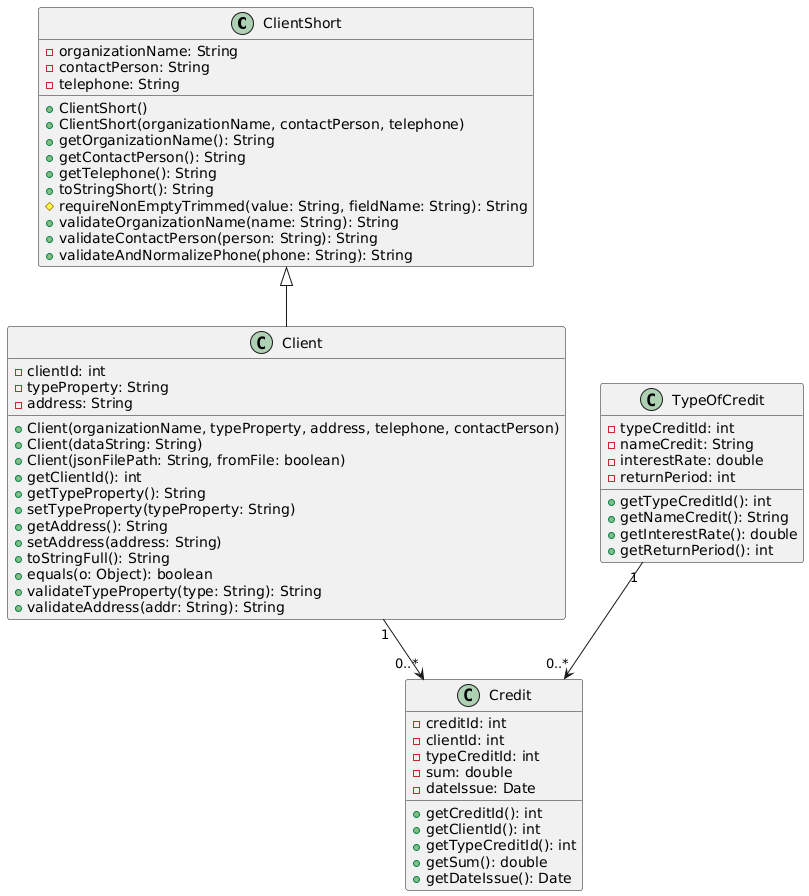 C ClientShort
organizationName: String
contactPerson: String
telephone: String
ClientShort()
ClientShort(organizationName, contactPerson, telephone)
getOrganizationName(): String
getContactPerson(): String
getTelephone(): String
toStringShort(): String
requireNonEmptyTrimmed(value: String, fieldName: String): String
validateOrganizationName(name: String): String
validateContactPerson(person: String): String
validateAndNormalizePhone(phone: String): String
C Client
clientId: int
typeProperty: String
address: String
Client(organizationName, typeProperty, address, telephone, contactPerson)
Client(dataString: String)
Client(jsonFilePath: String, fromFile: boolean)
getClientId(): int
getTypeProperty(): String
setTypeProperty(typeProperty: String)
getAddress(): String
setAddress(address: String)
toStringFull(): String
equals(o: Object): boolean
validateTypeProperty(type: String): String
validateAddress(addr: String): String
C TypeOfCredit
typeCreditId: int
nameCredit: String
interestRate: double
returnPeriod: int
getTypeCreditId(): int
getNameCredit(): String
getInterestRate(): double
getReturnPeriod(): int
1
0..*
1
0..*
C Credit
creditId: int
clientId: int
typeCreditId: int
sum: double
dateIssue: Date
getCreditId(): int
getClientId(): int
getTypeCreditId(): int
getSum(): double
getDateIssue(): Date